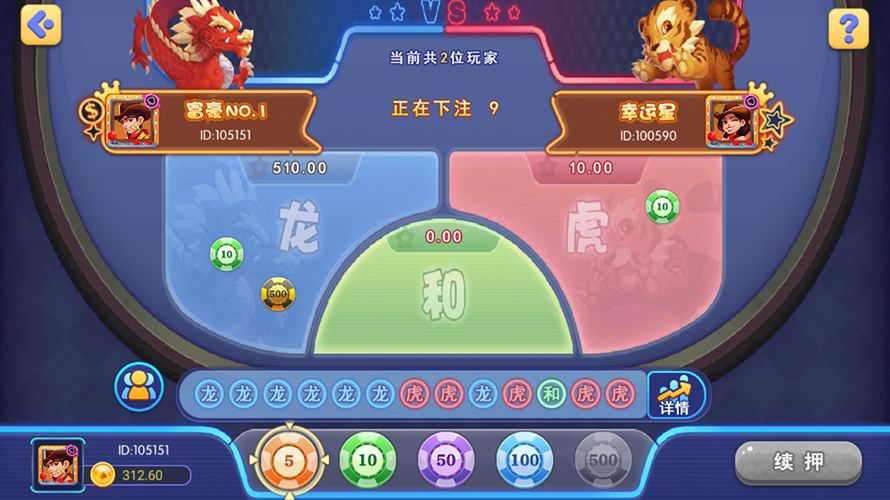 VS
?
当前共2位玩家
富豪NO.1
ID:105151
正在下注 9
幸运星
ID:100590
510.00
10.00
龙
虎
10
0.00
10
500
和
龙 龙 龙 龙 龙 龙 虎 虎 龙 虎 和 虎 虎
详情
ID:105151
312.60
5
10
50
100
500
续押